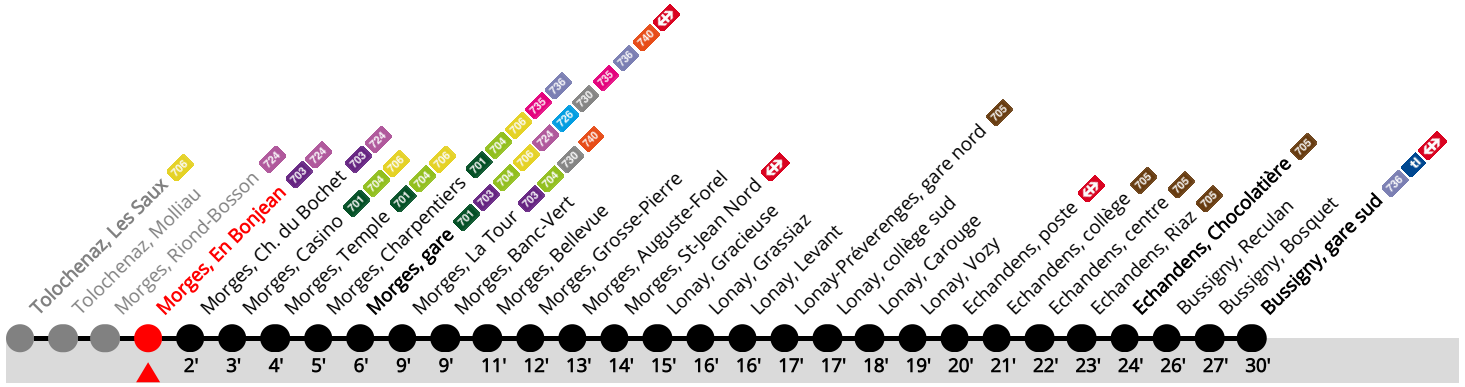 Tolochenaz, Les Saux 706
Tolochenaz, Molliau
Morges, Riond-Bosson 724
Morges, En Bonjean 703 724
Morges, Ch. du Bochet 703 724
Morges, Casino 701 704 706
Morges, Temple 701 704 706
Morges, Charpentiers 701 704 706 735 736
Morges, gare 701 703 704 706 724 726 730 735 736 740
Morges, La Tour 703 704 730 740
Morges, Banc-Vert
Morges, Bellevue
Morges, Grosse-Pierre
Morges, Auguste-Forel
Morges, St-Jean Nord
Lonay, Gracieuse
Lonay, Grassiaz
Lonay, Levant
Lonay-Préverenges, gare nord 705
Lonay, collège sud
Lonay, Carouge
Lonay, Vozy
Echandens, poste
Echandens, collège 705
Echandens, centre 705
Echandens, Riaz 705
Echandens, Chocolatière 705
Bussigny, Reculan
Bussigny, Bosquet
Bussigny, gare sud 736 tl
2' 3' 4' 5' 6' 9' 9' 11' 12' 13' 14' 15' 16' 16' 17' 17' 18' 19' 20' 21' 22' 23' 24' 26' 27' 30'